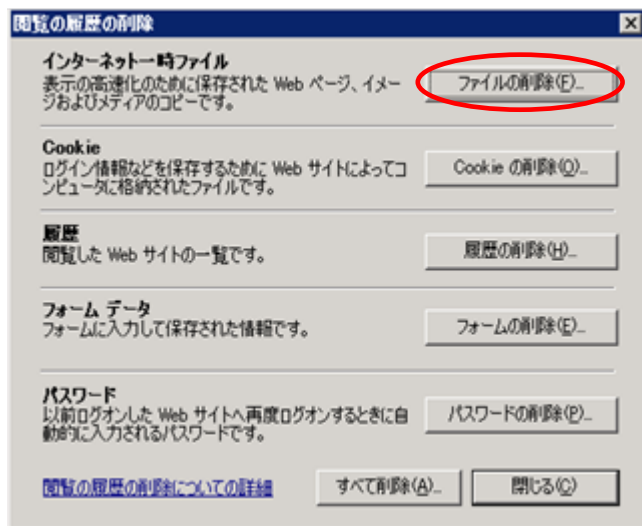 閲覧の履歴の削除
インターネット一時ファイル
表示の高速化のために保存された Web ページ、イメー
ジおよびメディアのコピーです。
ファイルの削除(F)...
Cookie
ログイン情報などを保存するために Web サイトによってコ
ンピュータに格納されたファイルです。
Cookie の削除(O)...
履歴
閲覧した Web サイトの一覧です。
履歴の削除(H)...
フォーム データ
フォームに入力して保存された情報です。
フォームの削除(E)...
パスワード
以前ログオンした Web サイトへ再度ログオンするときに自
動的に入力されるパスワードです。
パスワードの削除(P)...
閲覧の履歴の削除についての詳細
すべて削除(A)...
閉じる(C)